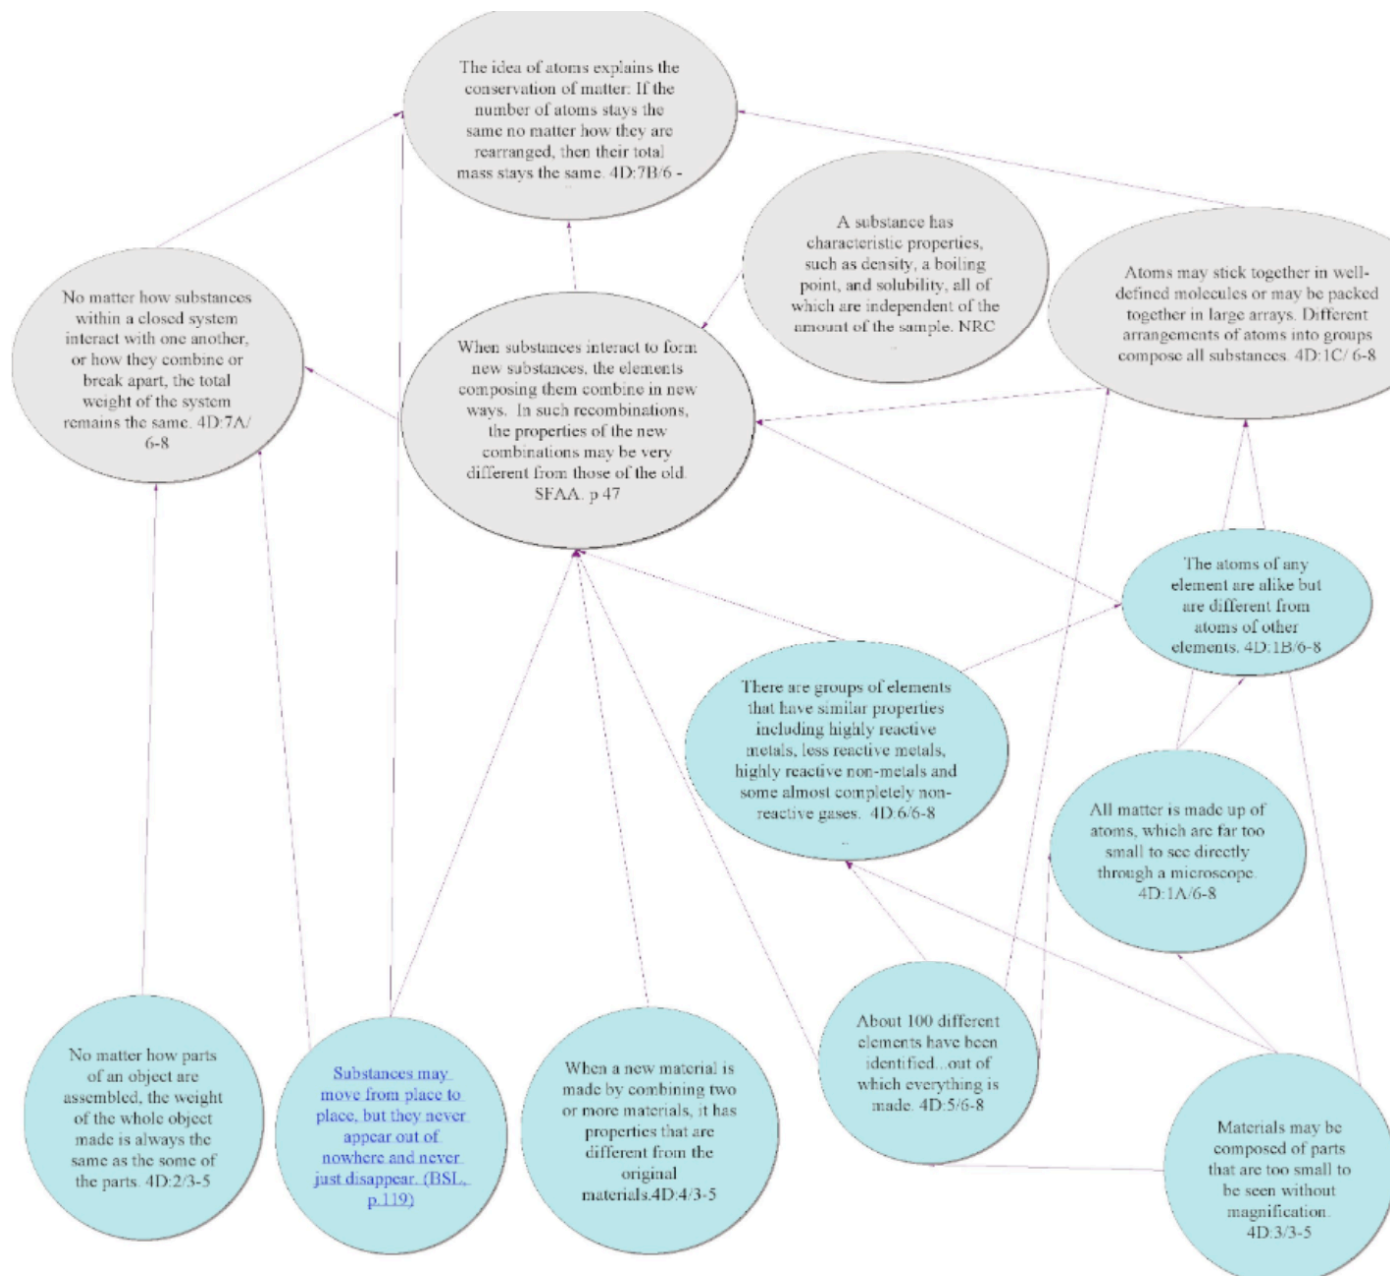 The idea of atoms explains the
conservation of matter: If the
number of atoms stays the
same no matter how they are
rearranged, then their total
mass stays the same. 4D:7B/6 -
..
A substance has
characteristic properties,
such as density, a boiling
point, and solubility, all of
which are independent of the
amount of the sample. NRC
..
Atoms may stick together in well-
defined molecules or may be packed
together in large arrays. Different
arrangements of atoms into groups
compose all substances. 4D:1C/ 6-8
No matter how substances
within a closed system
interact with one another,
or how they combine or
break apart, the total
weight of the system
remains the same. 4D:7A/
6-8
When substances interact to form
new substances, the elements
composing them combine in new
ways. In such recombinations,
the properties of the new
combinations may be very
different from those of the old.
SFAA. p 47
The atoms of any
element are alike but
are different from
atoms of other
elements. 4D:1B/6-8
There are groups of elements
that have similar properties
including highly reactive
metals, less reactive metals,
highly reactive non-metals and
some almost completely non-
reactive gases. 4D:6/6-8
..
All matter is made up of
atoms, which are far too
small to see directly
through a microscope.
4D:1A/6-8
No matter how parts
of an object are
assembled, the weight
of the whole object
made is always the
same as the some of
the parts. 4D:2/3-5
Substances may
move from place to
place, but they never
appear out of
nowhere and never
just disappear. (BSL,
p.119)
When a new material is
made by combining two
or more materials, it has
properties that are
different from the
original
materials.4D:4/3-5
About 100 different
elements have been
identified...out of
which everything is
made. 4D:5/6-8
Materials may be
composed of parts
that are too small to
be seen without
magnification.
4D:3/3-5